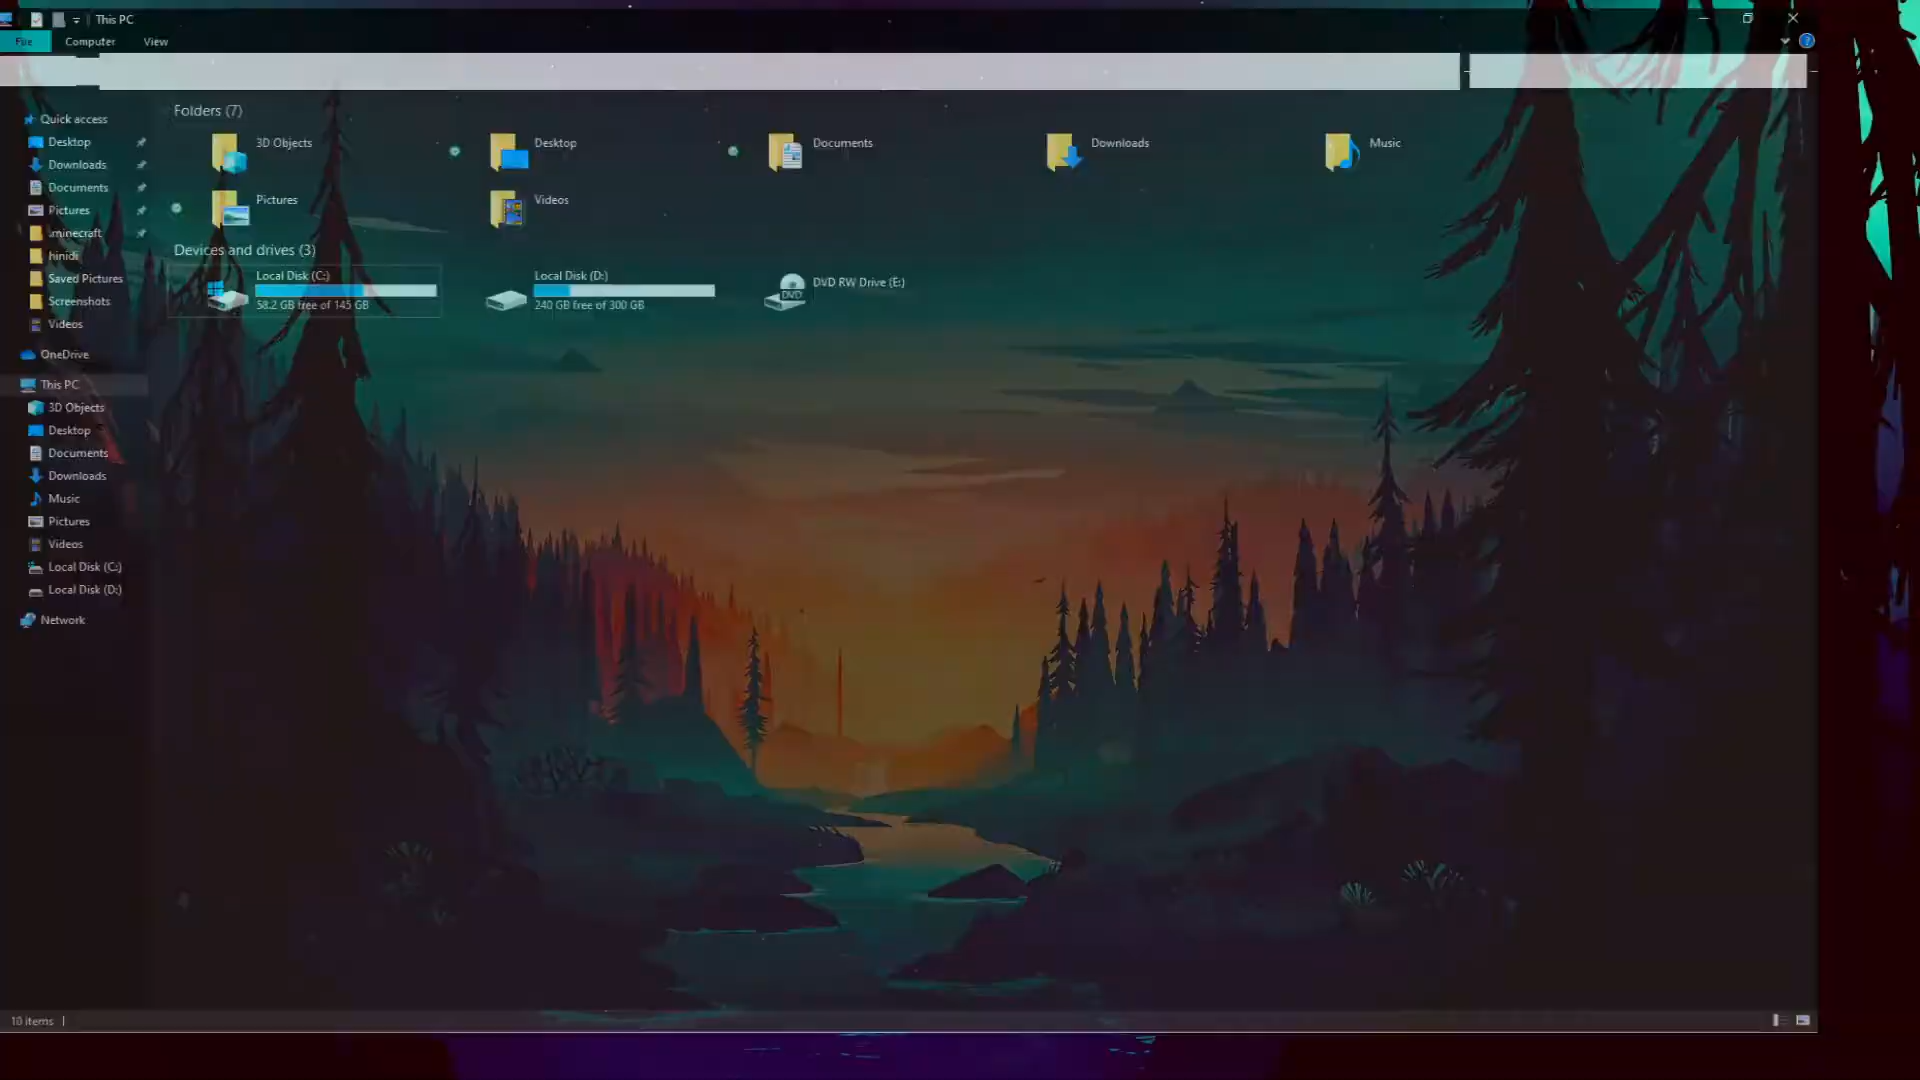 This PC
File Computer View
Folders (7)
3D Objects Desktop Documents Downloads Music
Pictures Videos
Devices and drives (3)
Local Disk (C:)
58.2 GB free of 145 GB
Local Disk (D:)
240 GB free of 300 GB
DVD RW Drive (E:)
DVD
Quick access
Desktop
Downloads
Documents
Pictures
.minecraft
hinidi
Saved Pictures
Screenshots
Videos
OneDrive
This PC
3D Objects
Desktop
Documents
Downloads
Music
Pictures
Videos
Local Disk (C:)
Local Disk (D:)
Network
10 items